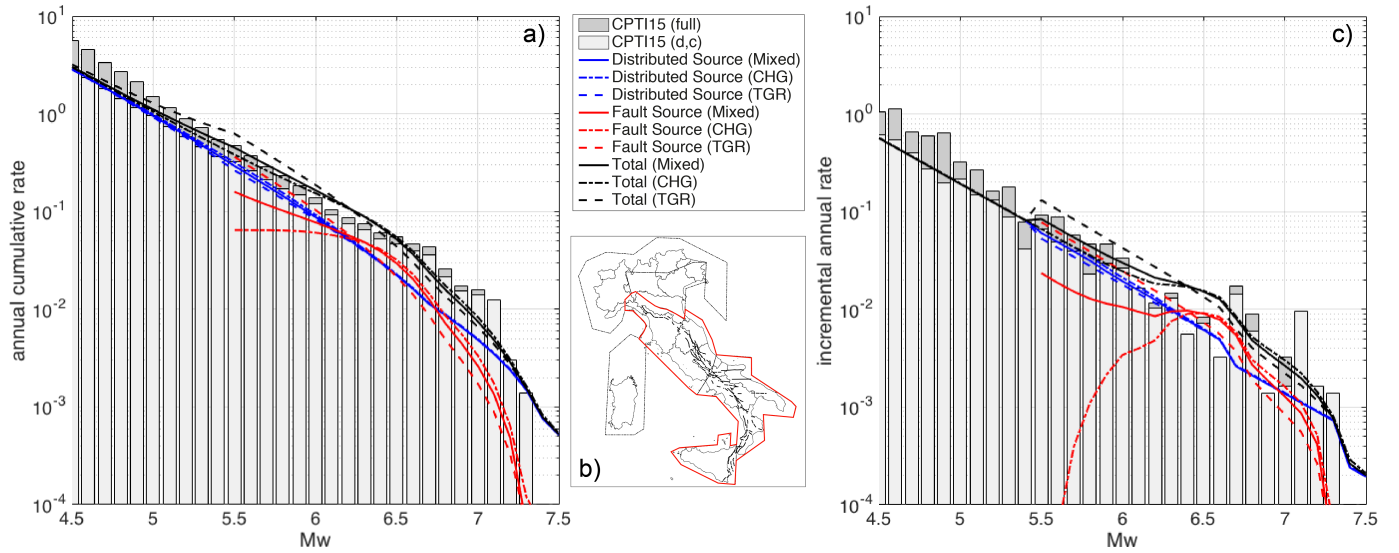 a)
annual cumulative rate
10^1
10^0
10^-1
10^-2
10^-3
10^-4
4.5 5 5.5 6 6.5 7 7.5
Mw
CPTI15 (full)
CPTI15 (d,c)
Distributed Source (Mixed)
Distributed Source (CHG)
Distributed Source (TGR)
Fault Source (Mixed)
Fault Source (CHG)
Fault Source (TGR)
Total (Mixed)
Total (CHG)
Total (TGR)
b)
c)
incremental annual rate
10^1
10^0
10^-1
10^-2
10^-3
10^-4
4.5 5 5.5 6 6.5 7 7.5
Mw